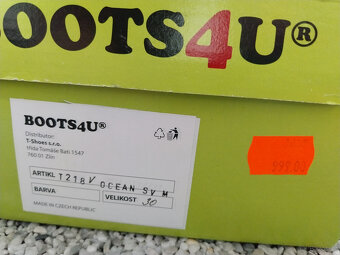 BOOTS4U®
BOOTS4U®
Distributor:
T-Shoes s.r.o.
třída Tomáše Bati 1547
760 01 Zlín
ARTIKL T218V OCEAN SV M
BARVA VELIKOST 30
MADE IN CZECH REPUBLIC
999,00